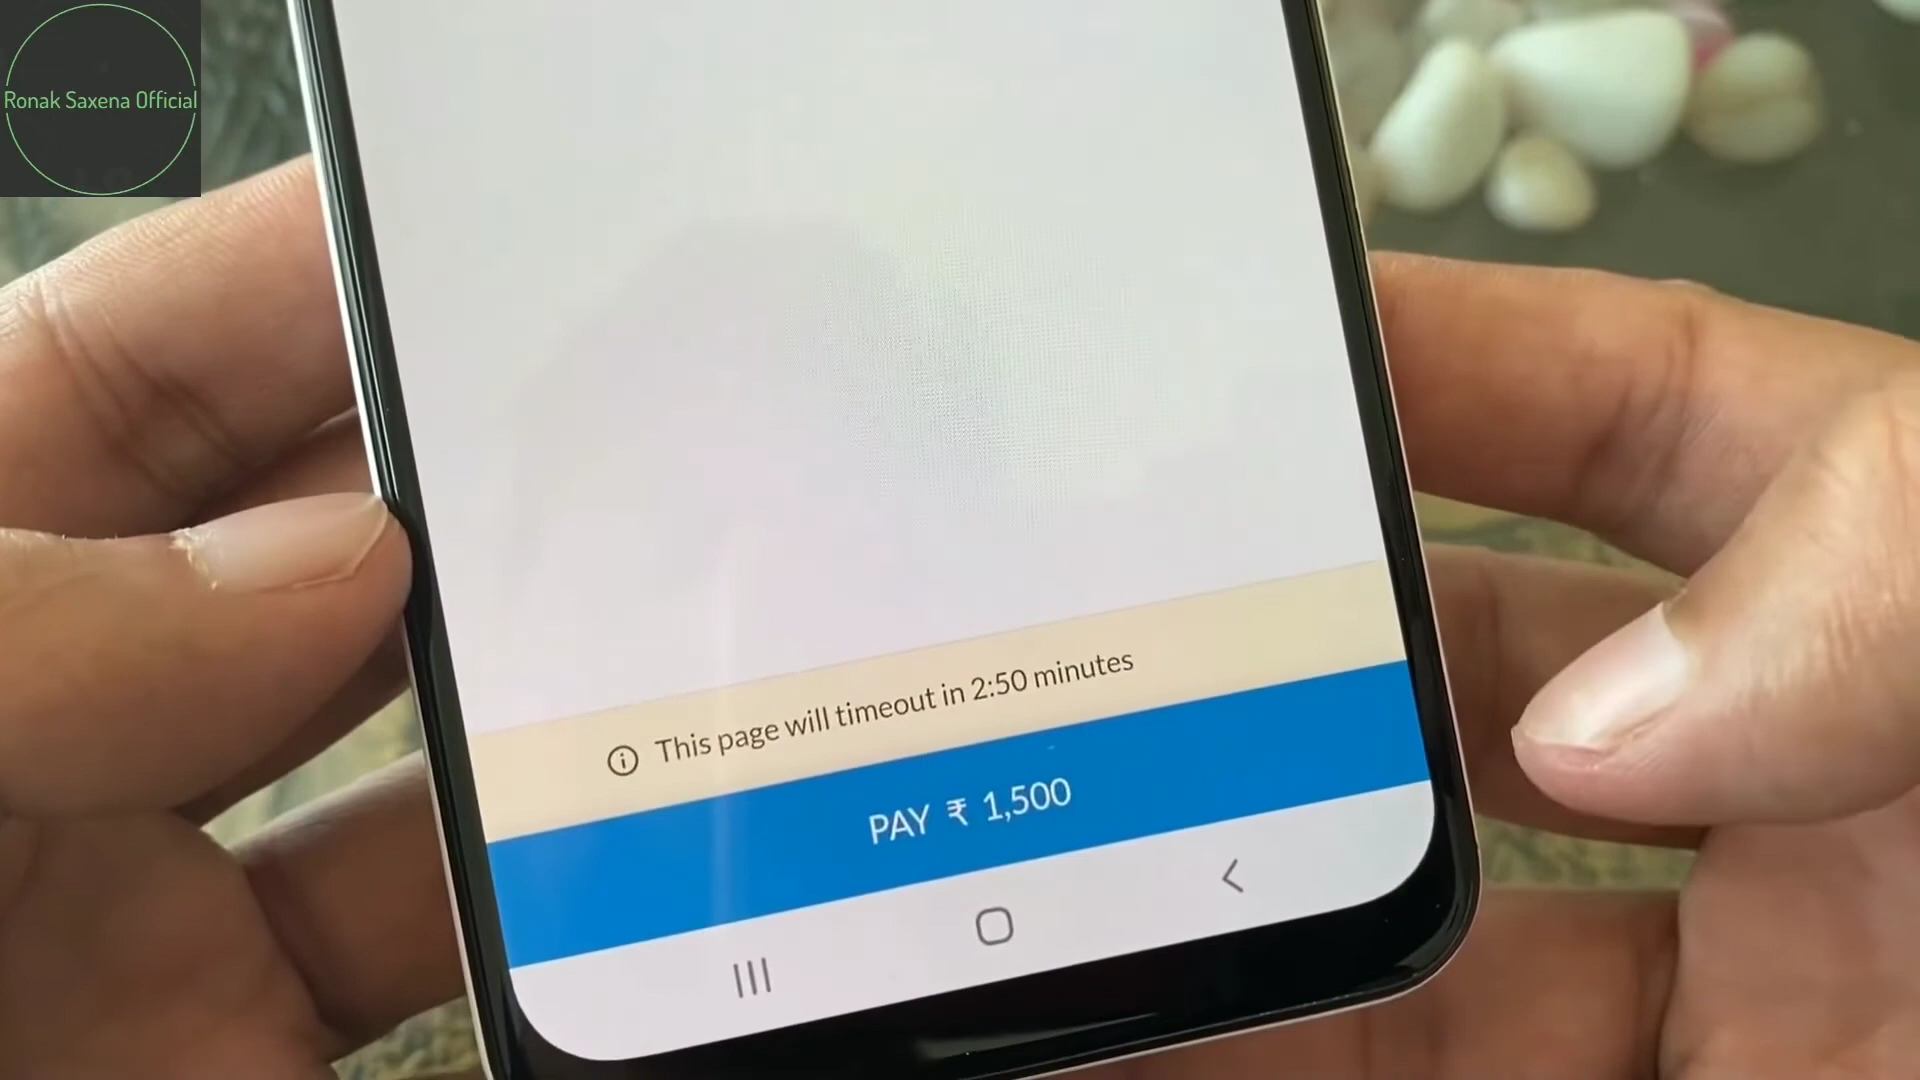 Ronak Saxena Official
This page will timeout in 2:50 minutes
PAY ₹ 1,500